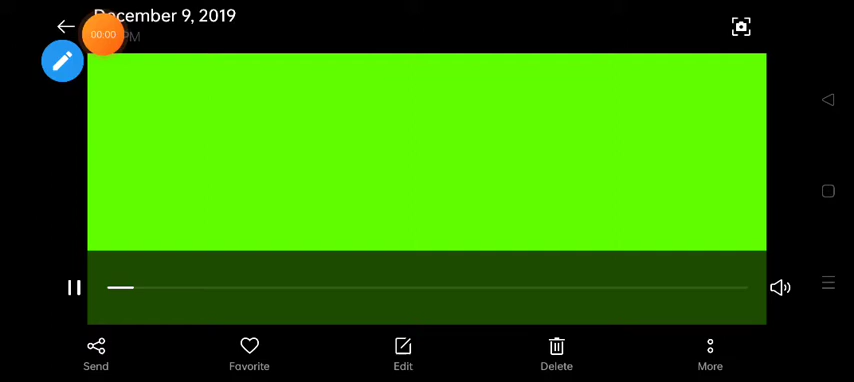 December 9, 2019
00:00
PM
Send
Favorite
Edit
Delete
More